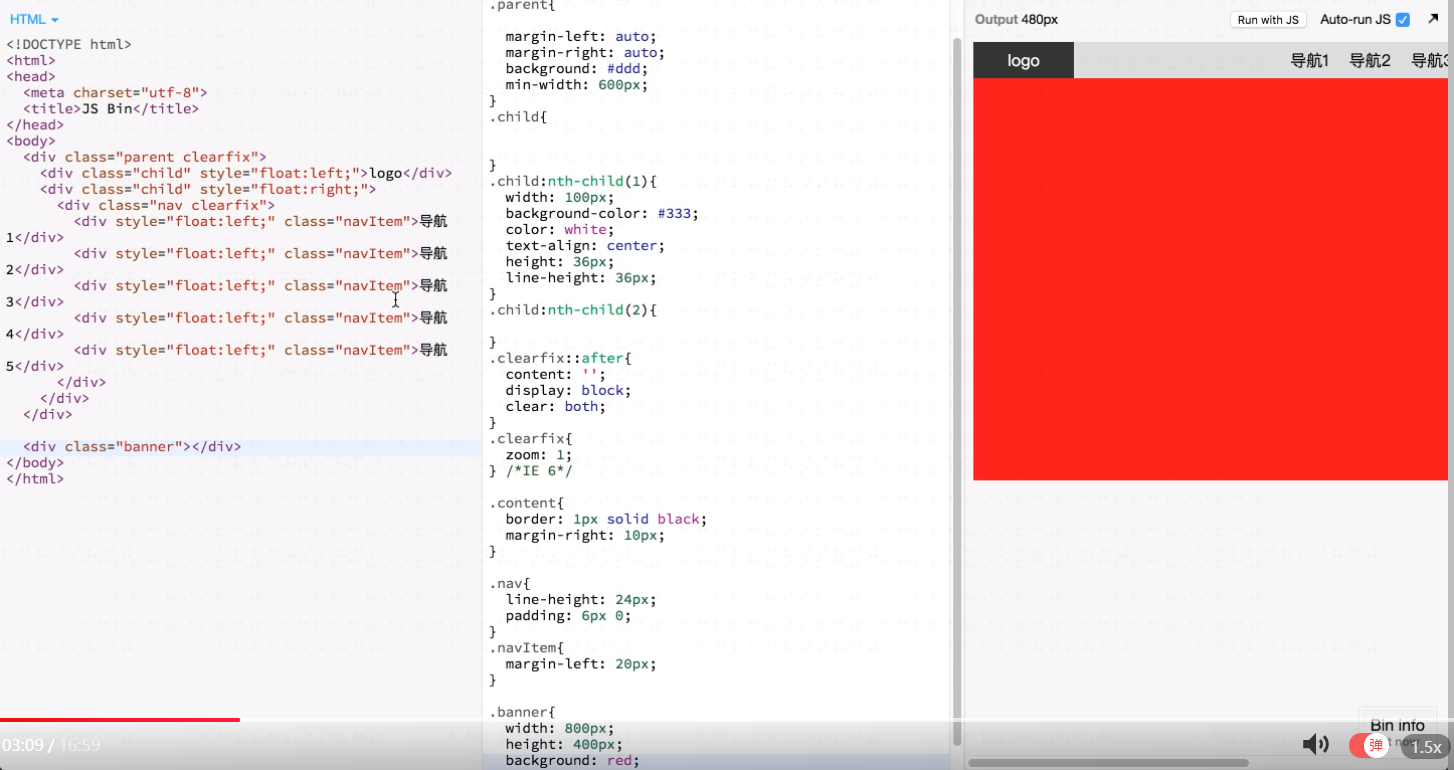 HTML
<!DOCTYPE html>
<html>
<head>
<meta charset="utf-8">
<title>JS Bin</title>
</head>
<body>
<div class="parent clearfix">
<div class="child" style="float:left;">logo</div>
<div class="child" style="float:right;">
<div class="nav clearfix">
<div style="float:left;" class="navItem">导航
1</div>
<div style="float:left;" class="navItem">导航
2</div>
<div style="float:left;" class="navItem">导航
3</div>
<div style="float:left;" class="navItem">导航
4</div>
<div style="float:left;" class="navItem">导航
5</div>
</div>
</div>
</div>
<div class="banner"></div>
</body>
</html>
.parent{
margin-left: auto;
margin-right: auto;
background: #ddd;
min-width: 600px;
}
.child{
}
.child:nth-child(1){
width: 100px;
background-color: #333;
color: white;
text-align: center;
height: 36px;
line-height: 36px;
}
.child:nth-child(2){
}
.clearfix::after{
content: '';
display: block;
clear: both;
}
.clearfix{
zoom: 1;
} /*IE 6*/
.content{
border: 1px solid black;
margin-right: 10px;
}
.nav{
line-height: 24px;
padding: 6px 0;
}
.navItem{
margin-left: 20px;
}
.banner{
width: 800px;
height: 400px;
background: red;
Output 480px
Run with JS
Auto-run JS
logo
导航1 导航2 导航3
Bin info
03:09 / 16:59
弹
1.5x